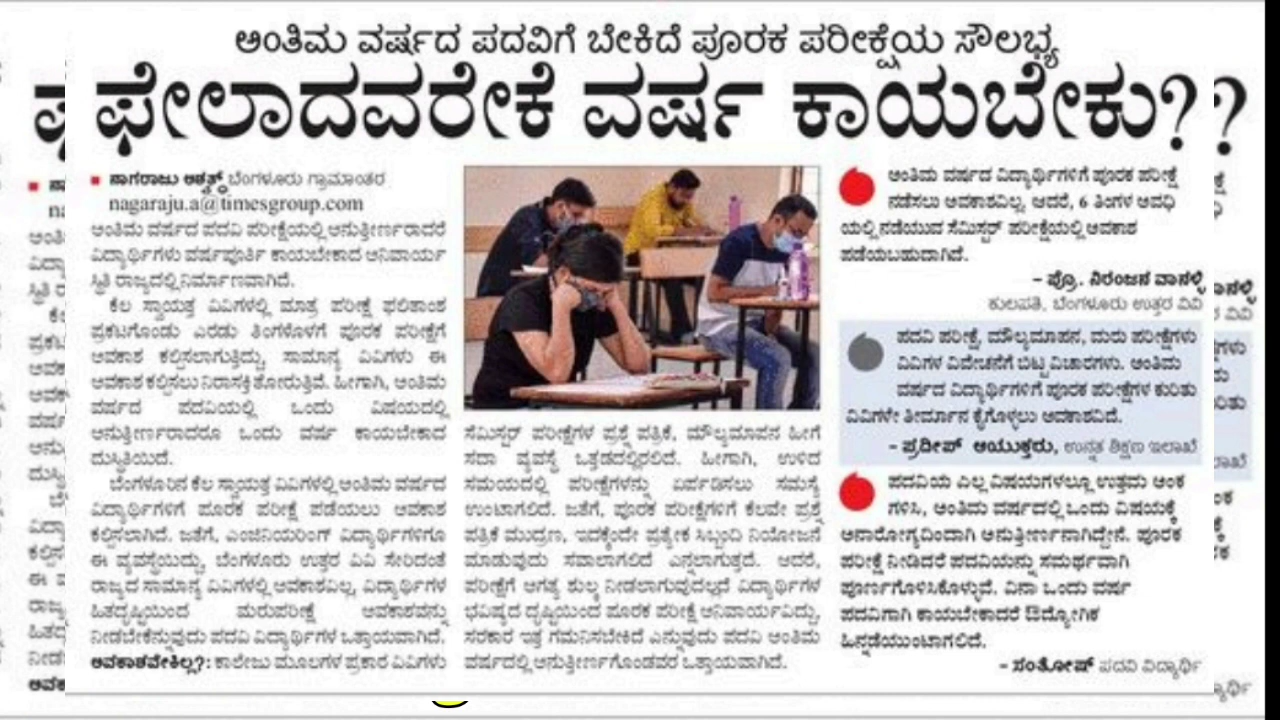 ಅಂತಿಮ ವರ್ಷದ ಪದವಿಗೆ ಬೇಕಿದೆ ಪೂರಕ ಪರೀಕ್ಷೆಯ ಸೌಲಭ್ಯ
ಫೇಲಾದವರೇಕೆ ವರ್ಷ ಕಾಯಬೇಕು??
ನಾಗರಾಜು ಅಶ್ವತ್ಥ್ ಬೆಂಗಳೂರು ಗ್ರಾಮಾಂತರ
nagaraju.a@timesgroup.com
ಅಂತಿಮ ವರ್ಷದ ಪದವಿ ಪರೀಕ್ಷೆಯಲ್ಲಿ ಅನುತ್ತೀರ್ಣರಾದರೆ
ವಿದ್ಯಾರ್ಥಿಗಳು ವರ್ಷಪೂರ್ತಿ ಕಾಯಬೇಕಾದ ಅನಿವಾರ್ಯ
ಸ್ಥಿತಿ ರಾಜ್ಯದಲ್ಲಿ ನಿರ್ಮಾಣವಾಗಿದೆ.
ಕೆಲ ಸ್ವಾಯತ್ತ ವಿವಿಗಳಲ್ಲಿ ಮಾತ್ರ ಪರೀಕ್ಷೆ ಫಲಿತಾಂಶ
ಪ್ರಕಟಗೊಂಡು ಎರಡು ತಿಂಗಳೊಳಗೆ ಪೂರಕ ಪರೀಕ್ಷೆಗೆ
ಅವಕಾಶ ಕಲ್ಪಿಸಲಾಗುತ್ತಿದ್ದು, ಸಾಮಾನ್ಯ ವಿವಿಗಳು ಈ
ಅವಕಾಶ ಕಲ್ಪಿಸಲು ನಿರಾಸಕ್ತಿ ತೋರುತ್ತಿವೆ. ಹೀಗಾಗಿ, ಅಂತಿಮ
ವರ್ಷದ ಪದವಿಯಲ್ಲಿ ಒಂದು ವಿಷಯದಲ್ಲಿ
ಅನುತ್ತೀರ್ಣರಾದರೂ ಒಂದು ವರ್ಷ ಕಾಯಬೇಕಾದ
ದುಸ್ಥಿತಿಯಿದೆ.
ಬೆಂಗಳೂರಿನ ಕೆಲ ಸ್ವಾಯತ್ತ ವಿವಿಗಳಲ್ಲಿ ಅಂತಿಮ ವರ್ಷದ
ವಿದ್ಯಾರ್ಥಿಗಳಿಗೆ ಪೂರಕ ಪರೀಕ್ಷೆ ಪಡೆಯಲು ಅವಕಾಶ
ಕಲ್ಪಿಸಲಾಗಿದೆ. ಜತೆಗೆ, ಎಂಜಿನಿಯರಿಂಗ್ ವಿದ್ಯಾರ್ಥಿಗಳಿಗೂ
ಈ ವ್ಯವಸ್ಥೆಯಿದ್ದು, ಬೆಂಗಳೂರು ಉತ್ತರ ವಿವಿ ಸೇರಿದಂತೆ
ರಾಜ್ಯದ ಸಾಮಾನ್ಯ ವಿವಿಗಳಲ್ಲಿ ಅವಕಾಶವಿಲ್ಲ, ವಿದ್ಯಾರ್ಥಿಗಳ
ಹಿತದೃಷ್ಟಿಯಿಂದ ಮರುಪರೀಕ್ಷೆ ಅವಕಾಶವನ್ನು
ನೀಡಬೇಕೆನ್ನುವುದು ಪದವಿ ವಿದ್ಯಾರ್ಥಿಗಳ ಒತ್ತಾಯವಾಗಿದೆ.
ಅವಕಾಶವೇಕಿಲ್ಲ?: ಕಾಲೇಜು ಮೂಲಗಳ ಪ್ರಕಾರ ವಿವಿಗಳು
ಸೆಮಿಸ್ಟರ್ ಪರೀಕ್ಷೆಗಳ ಪ್ರಶ್ನೆ ಪತ್ರಿಕೆ, ಮೌಲ್ಯಮಾಪನ ಹೀಗೆ
ಸದಾ ವ್ಯವಸ್ಥೆ ಒತ್ತಡದಲ್ಲಿರಲಿದೆ. ಹೀಗಾಗಿ, ಉಳಿದ
ಸಮಯದಲ್ಲಿ ಪರೀಕ್ಷೆಗಳನ್ನು ಏರ್ಪಡಿಸಲು ಸಮಸ್ಯೆ
ಉಂಟಾಗಲಿದೆ. ಜತೆಗೆ, ಪೂರಕ ಪರೀಕ್ಷೆಗಳಿಗೆ ಕೆಲವೇ ಪ್ರಶ್ನೆ
ಪತ್ರಿಕೆ ಮುದ್ರಣ, ಇದಕ್ಕೆಂದೇ ಪ್ರತ್ಯೇಕ ಸಿಬ್ಬಂದಿ ನಿಯೋಜನೆ
ಮಾಡುವುದು ಸವಾಲಾಗಲಿದೆ ಎನ್ನಲಾಗುತ್ತದೆ. ಆದರೆ,
ಪರೀಕ್ಷೆಗೆ ಅಗತ್ಯ ಶುಲ್ಕ ನೀಡಲಾಗುವುದಲ್ಲದೆ ವಿದ್ಯಾರ್ಥಿಗಳ
ಭವಿಷ್ಯದ ದೃಷ್ಟಿಯಿಂದ ಪೂರಕ ಪರೀಕ್ಷೆ ಅನಿವಾರ್ಯವಿದ್ದು,
ಸರಕಾರ ಇತ್ತ ಗಮನಿಸಬೇಕಿದೆ ಎನ್ನುವುದು ಪದವಿ ಅಂತಿಮ
ವರ್ಷದಲ್ಲಿ ಅನುತ್ತೀರ್ಣಗೊಂಡವರ ಒತ್ತಾಯವಾಗಿದೆ.
ಅಂತಿಮ ವರ್ಷದ ವಿದ್ಯಾರ್ಥಿಗಳಿಗೆ ಪೂರಕ ಪರೀಕ್ಷೆ
ನಡೆಸಲು ಅವಕಾಶವಿಲ್ಲ. ಆದರೆ, 6 ತಿಂಗಳ ಅವಧಿ
ಯಲ್ಲಿ ನಡೆಯುವ ಸೆಮಿಸ್ಟರ್ ಪರೀಕ್ಷೆಯಲ್ಲಿ ಅವಕಾಶ
ಪಡೆಯಬಹುದಾಗಿದೆ.
– ಪ್ರೊ. ನಿರಂಜನ ವಾನಳ್ಳಿ
ಕುಲಪತಿ, ಬೆಂಗಳೂರು ಉತ್ತರ ವಿವಿ
ಪದವಿ ಪರೀಕ್ಷೆ, ಮೌಲ್ಯಮಾಪನ, ಮರು ಪರೀಕ್ಷೆಗಳು
ವಿವಿಗಳ ವಿವೇಚನೆಗೆ ಬಿಟ್ಟ ವಿಚಾರಗಳು. ಅಂತಿಮ
ವರ್ಷದ ವಿದ್ಯಾರ್ಥಿಗಳಿಗೆ ಪೂರಕ ಪರೀಕ್ಷೆಗಳ ಕುರಿತು
ವಿವಿಗಳೇ ತೀರ್ಮಾನ ಕೈಗೊಳ್ಳಲು ಅವಕಾಶವಿದೆ.
– ಪ್ರದೀಪ್ ಆಯುಕ್ತರು, ಉನ್ನತ ಶಿಕ್ಷಣ ಇಲಾಖೆ
ಪದವಿಯ ಎಲ್ಲ ವಿಷಯಗಳಲ್ಲೂ ಉತ್ತಮ ಅಂಕ
ಗಳಿಸಿ, ಅಂತಿಮ ವರ್ಷದಲ್ಲಿ ಒಂದು ವಿಷಯಕ್ಕೆ
ಅನಾರೋಗ್ಯದಿಂದಾಗಿ ಅನುತ್ತೀರ್ಣನಾಗಿದ್ದೇನೆ. ಪೂರಕ
ಪರೀಕ್ಷೆ ನೀಡಿದರೆ ಪದವಿಯನ್ನು ಸಮರ್ಥವಾಗಿ
ಪೂರ್ಣಗೊಳಿಸಿಕೊಳ್ಳುವೆ. ವಿನಾ ಒಂದು ವರ್ಷ
ಪದವಿಗಾಗಿ ಕಾಯಬೇಕಾದರೆ ಔದ್ಯೋಗಿಕ
ಹಿನ್ನಡೆಯುಂಟಾಗಲಿದೆ.
– ಸಂತೋಷ್ ಪದವಿ ವಿದ್ಯಾರ್ಥಿ